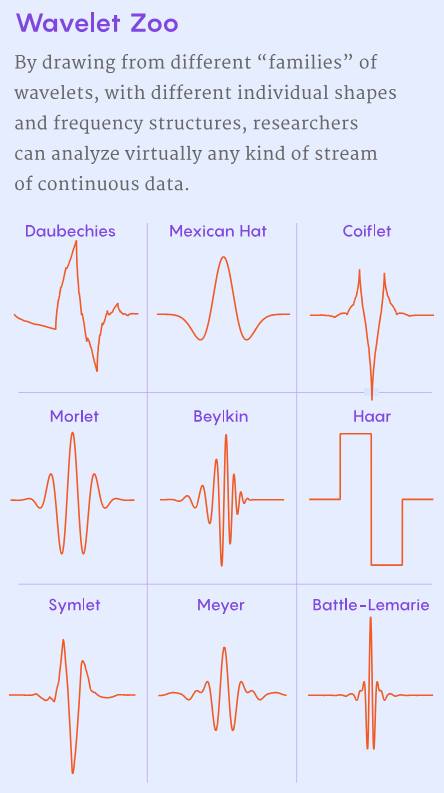 Wavelet Zoo
By drawing from different “families” of
wavelets, with different individual shapes
and frequency structures, researchers
can analyze virtually any kind of stream
of continuous data.
Daubechies
Mexican Hat
Coiflet
Morlet
Beylkin
Haar
Symlet
Meyer
Battle-Lemarie